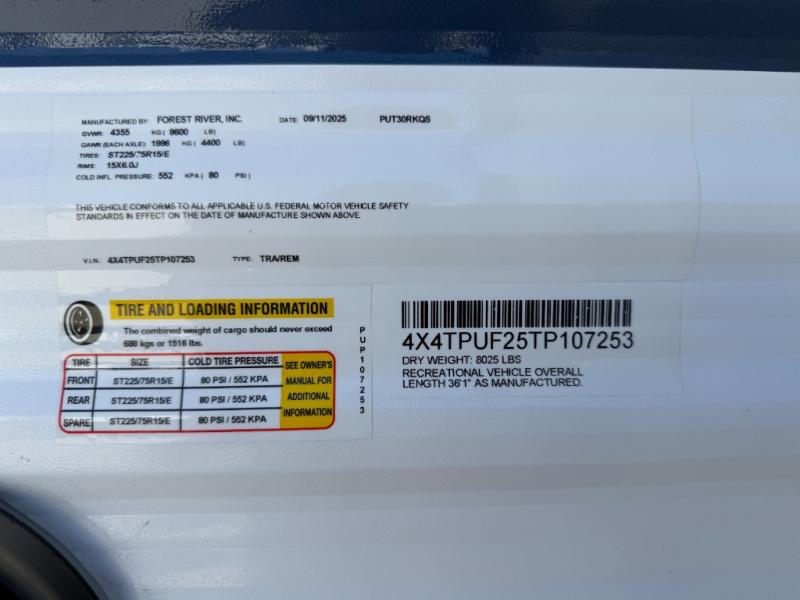 MANUFACTURED BY: FOREST RIVER, INC. DATE: 09/11/2025 PUT30RKQS
GVWR: 4355 KG ( 9600 LB)
GAWR (EACH AXLE): 1996 KG ( 4400 LB)
TIRES: ST225/75R15/E
RIMS: 15X6.0J
COLD INFL. PRESSURE: 552 KPA ( 80 PSI )
THIS VEHICLE CONFORMS TO ALL APPLICABLE U.S. FEDERAL MOTOR VEHICLE SAFETY
STANDARDS IN EFFECT ON THE DATE OF MANUFACTURE SHOWN ABOVE.
V.I.N.: 4X4TPUF25TP107253 TYPE: TRA/REM
TIRE AND LOADING INFORMATION
The combined weight of cargo should never exceed
688 kgs or 1516 lbs.
TIRE SIZE COLD TIRE PRESSURE
FRONT ST225/75R15/E 80 PSI / 552 KPA
REAR ST225/75R15/E 80 PSI / 552 KPA
SPARE ST225/75R15/E 80 PSI / 552 KPA
SEE OWNER'S
MANUAL FOR
ADDITIONAL
INFORMATION
PUP107253
4X4TPUF25TP107253
DRY WEIGHT: 8025 LBS
RECREATIONAL VEHICLE OVERALL
LENGTH 36'1" AS MANUFACTURED.